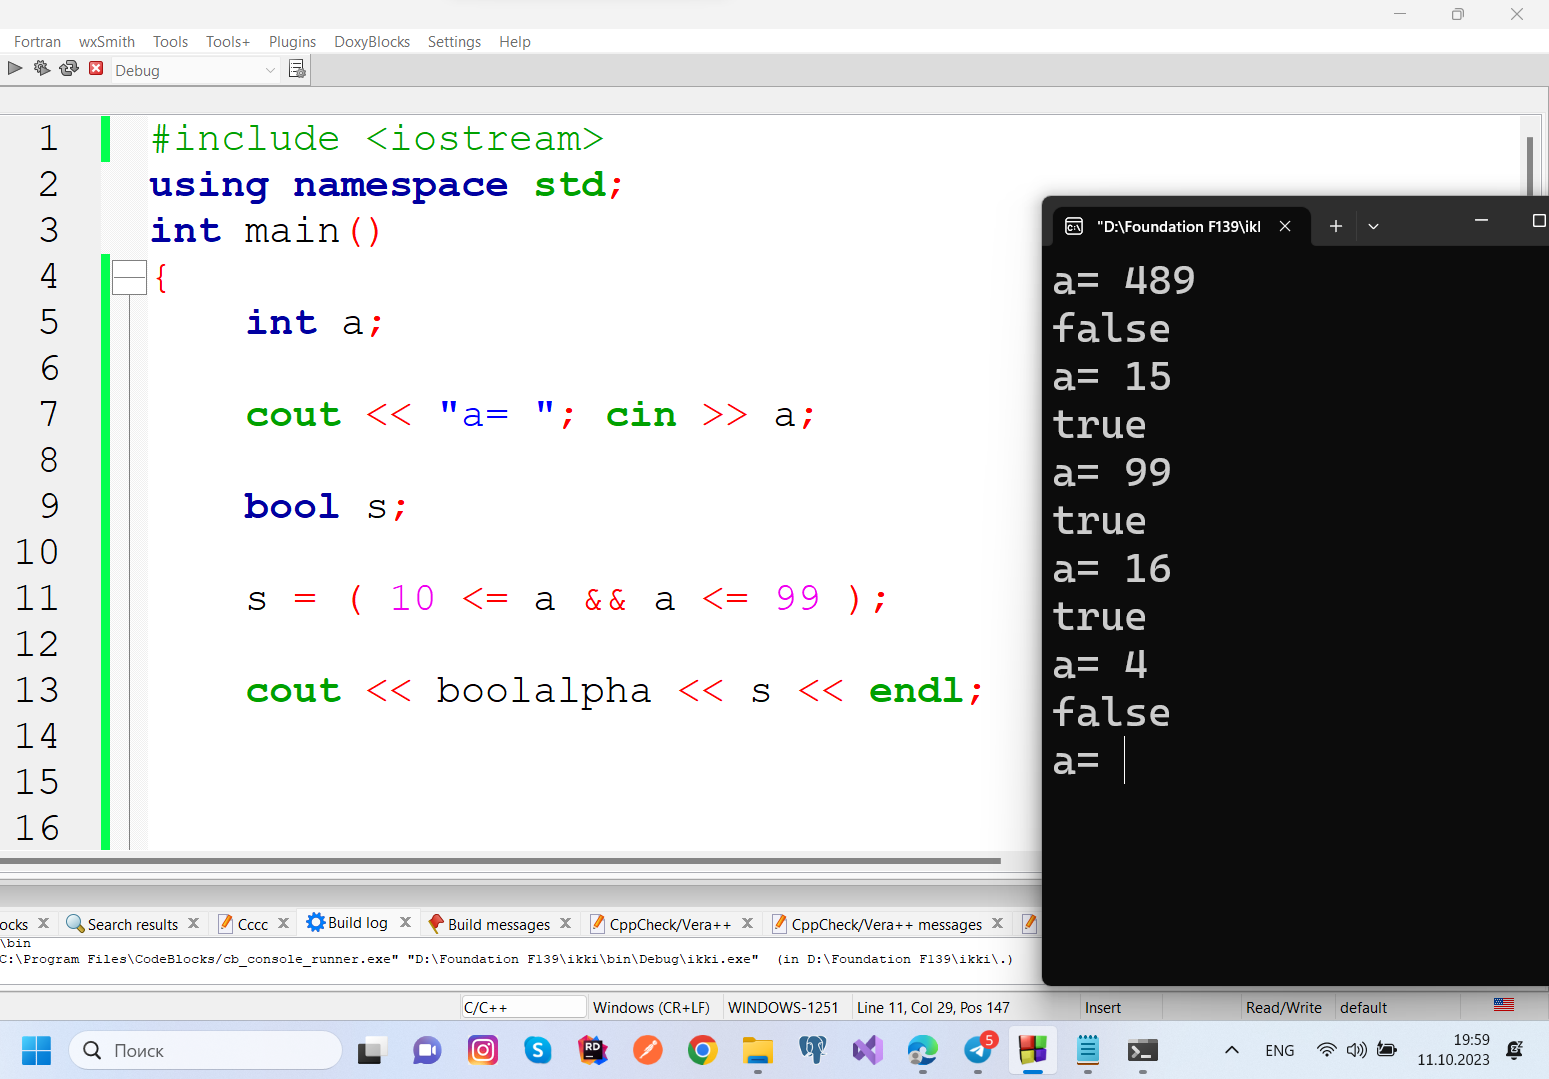 Fortran wxSmith Tools Tools+ Plugins DoxyBlocks Settings Help
Debug
1 #include <iostream>
2 using namespace std;
3 int main()
4 {
5 int a;
6
7 cout << "a= "; cin >> a;
8
9 bool s;
10
11 s = ( 10 <= a && a <= 99 );
12
13 cout << boolalpha << s << endl;
14
15
16
"D:\Foundation F139\ikl
a= 489
false
a= 15
true
a= 99
true
a= 16
true
a= 4
false
a=
ocks Search results Cccc Build log Build messages CppCheck/Vera++ CppCheck/Vera++ messages
\bin
C:\Program Files\CodeBlocks/cb_console_runner.exe" "D:\Foundation F139\ikki\bin\Debug\ikki.exe" (in D:\Foundation F139\ikki\.)
C/C++ Windows (CR+LF) WINDOWS-1251 Line 11, Col 29, Pos 147 Insert Read/Write default
Поиск RD 5 ENG 19:59
11.10.2023